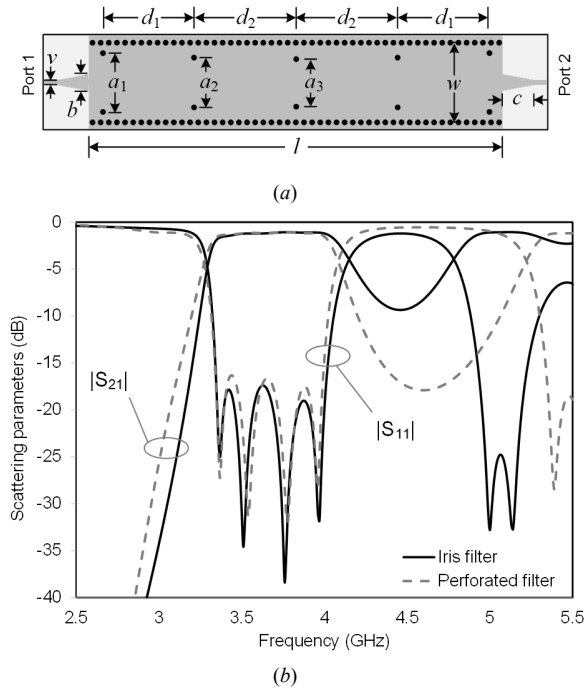 d₁ d₂ d₂ d₁
Port 1
Port 2
v
b
a₁ a₂ a₃ w
c
l
(a)
0
-5
-10
-15
-20
-25
-30
-35
-40
Scattering parameters (dB)
|S₂₁|
|S₁₁|
Iris filter
Perforated filter
2.5 3 3.5 4 4.5 5 5.5
Frequency (GHz)
(b)